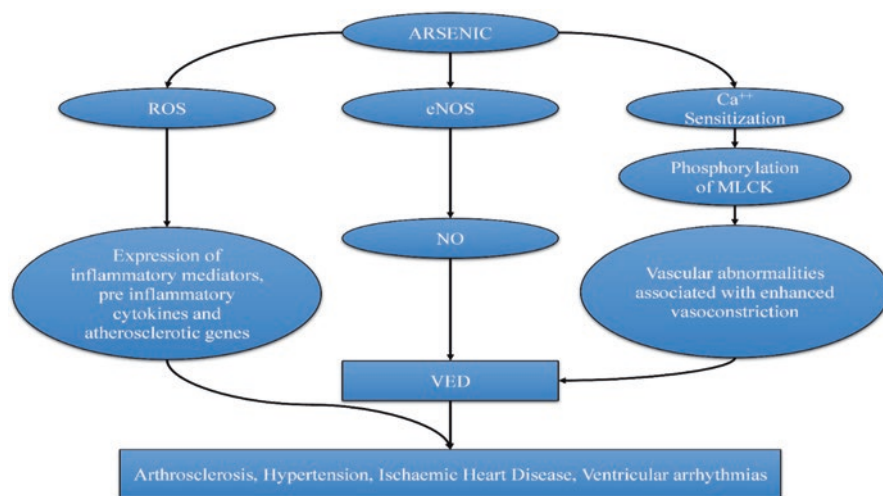 ARSENIC
ROS
eNOS
Ca++
Sensitization
Phosphorylation
of MLCK
Expression of
inflammatory mediators,
pre inflammatory
cytokines and
atherosclerotic genes
NO
Vascular abnormalities
associated with enhanced
vasoconstriction
VED
Arthrosclerosis, Hypertension, Ischaemic Heart Disease, Ventricular arrhythmias